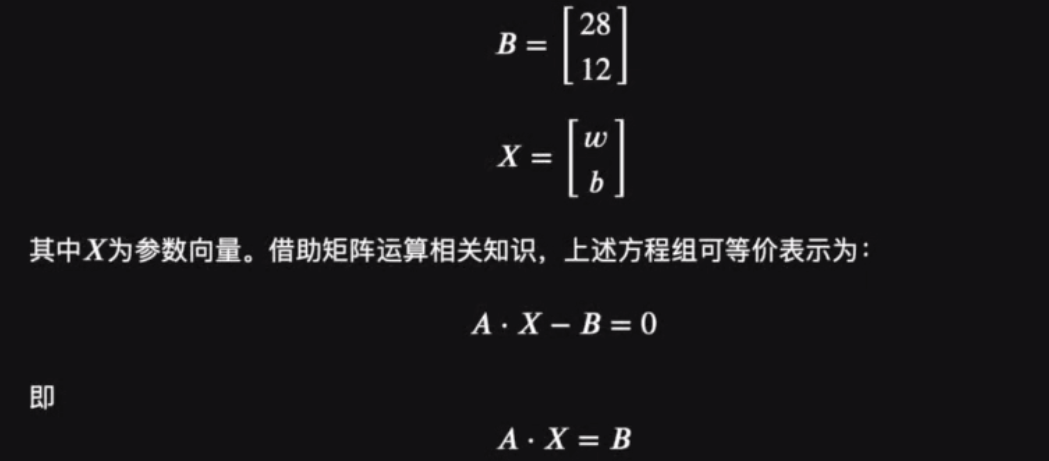 B = [28
12]
X = [w
b]
其中X为参数向量。借助矩阵运算相关知识，上述方程组可等价表示为：
A · X − B = 0
即
A · X = B